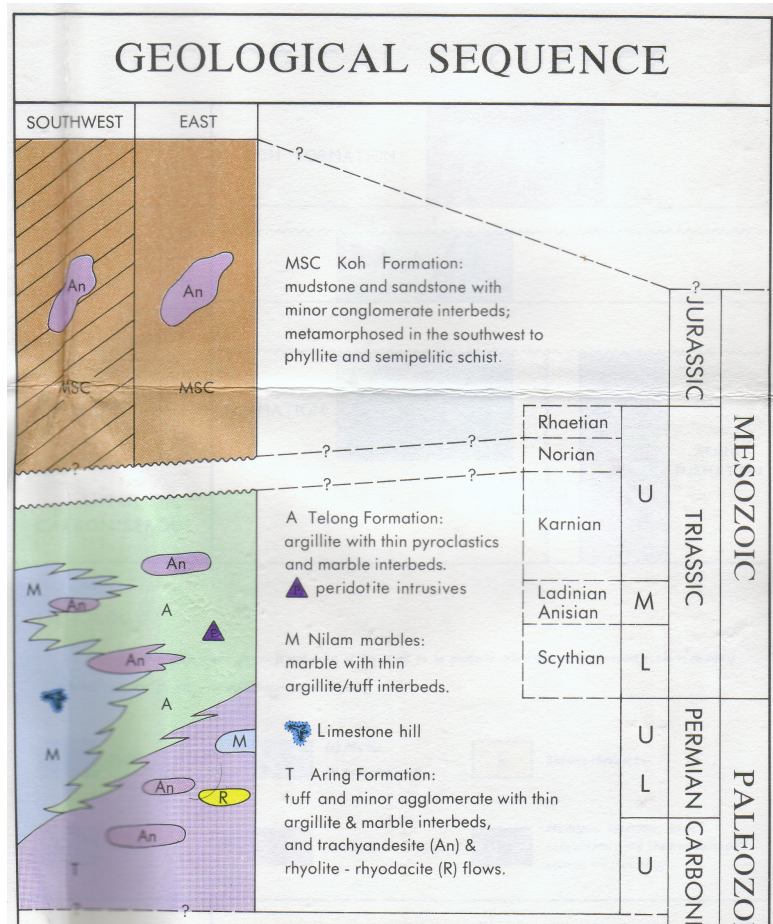 GEOLOGICAL SEQUENCE
SOUTHWEST
EAST
?
An
An
MSC
MSC
MSC Koh Formation:
mudstone and sandstone with
minor conglomerate interbeds;
metamorphosed in the southwest to
phyllite and semipelitic schist.
?
JURASSIC
MESOZOIC
?
?
?
?
?
Rhaetian
Norian
Karnian
Ladinian
Anisian
Scythian
U
M
L
TRIASSIC
A Telong Formation:
argillite with thin pyroclastics
and marble interbeds.
P peridotite intrusives
An
M
An
A
P
An
A
M
M Nilam marbles:
marble with thin
argillite/tuff interbeds.
Limestone hill
M
An
R
An
T
T Aring Formation:
tuff and minor agglomerate with thin
argillite & marble interbeds,
and trachyandesite (An) &
rhyolite - rhyodacite (R) flows.
U
L
PERMIAN
U
CARBONI
PALEOZO
?
?